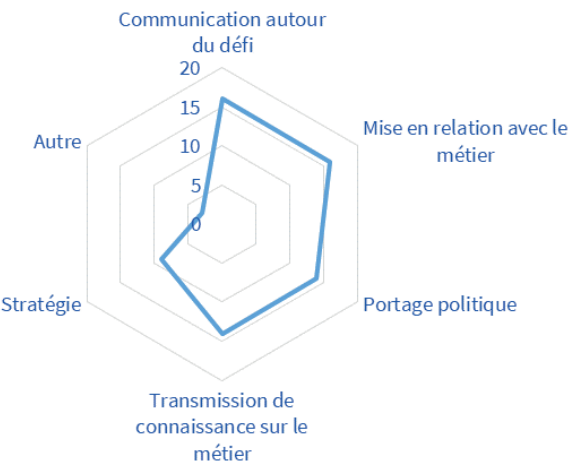 Communication autour
du défi
20
15
10
5
0
Mise en relation avec le
métier
Portage politique
Transmission de
connaissance sur le
métier
Stratégie
Autre